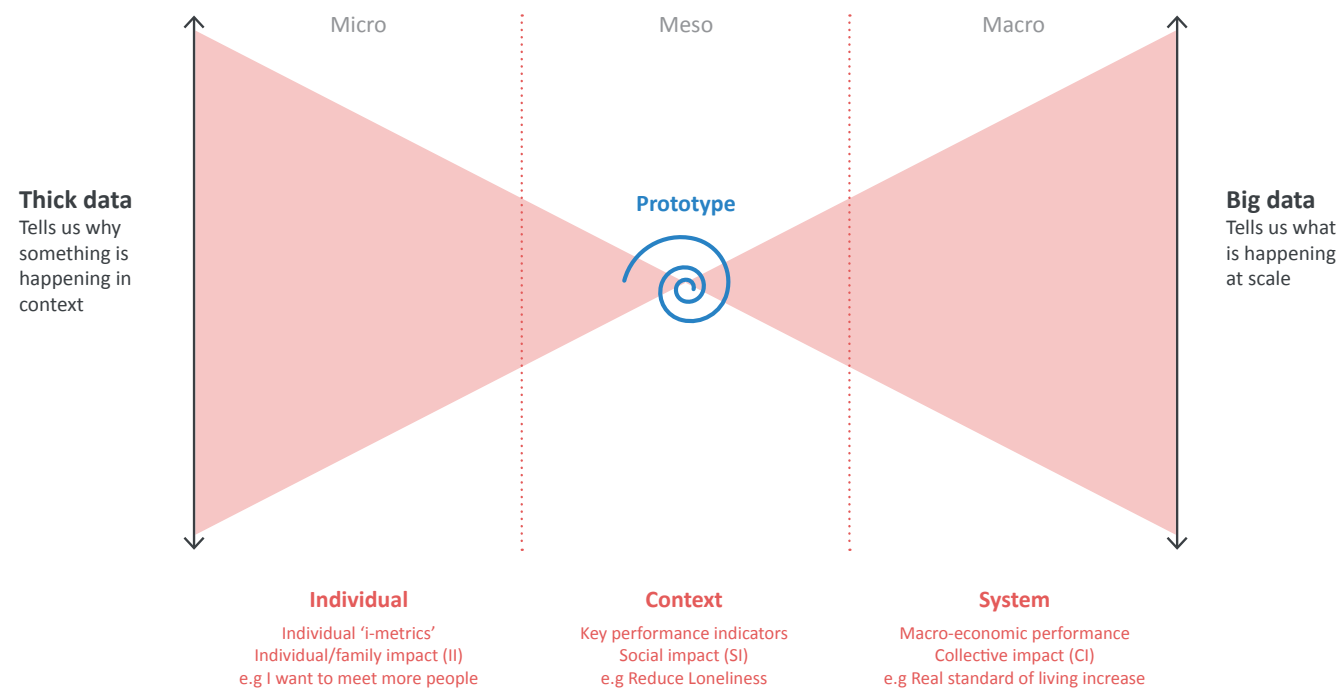 Micro
Meso
Macro
Thick data
Tells us why
something is
happening in
context
Prototype
Big data
Tells us what
is happening
at scale
Individual
Individual ‘i-metrics’
Individual/family impact (II)
e.g I want to meet more people
Context
Key performance indicators
Social impact (SI)
e.g Reduce Loneliness
System
Macro-economic performance
Collective impact (CI)
e.g Real standard of living increase